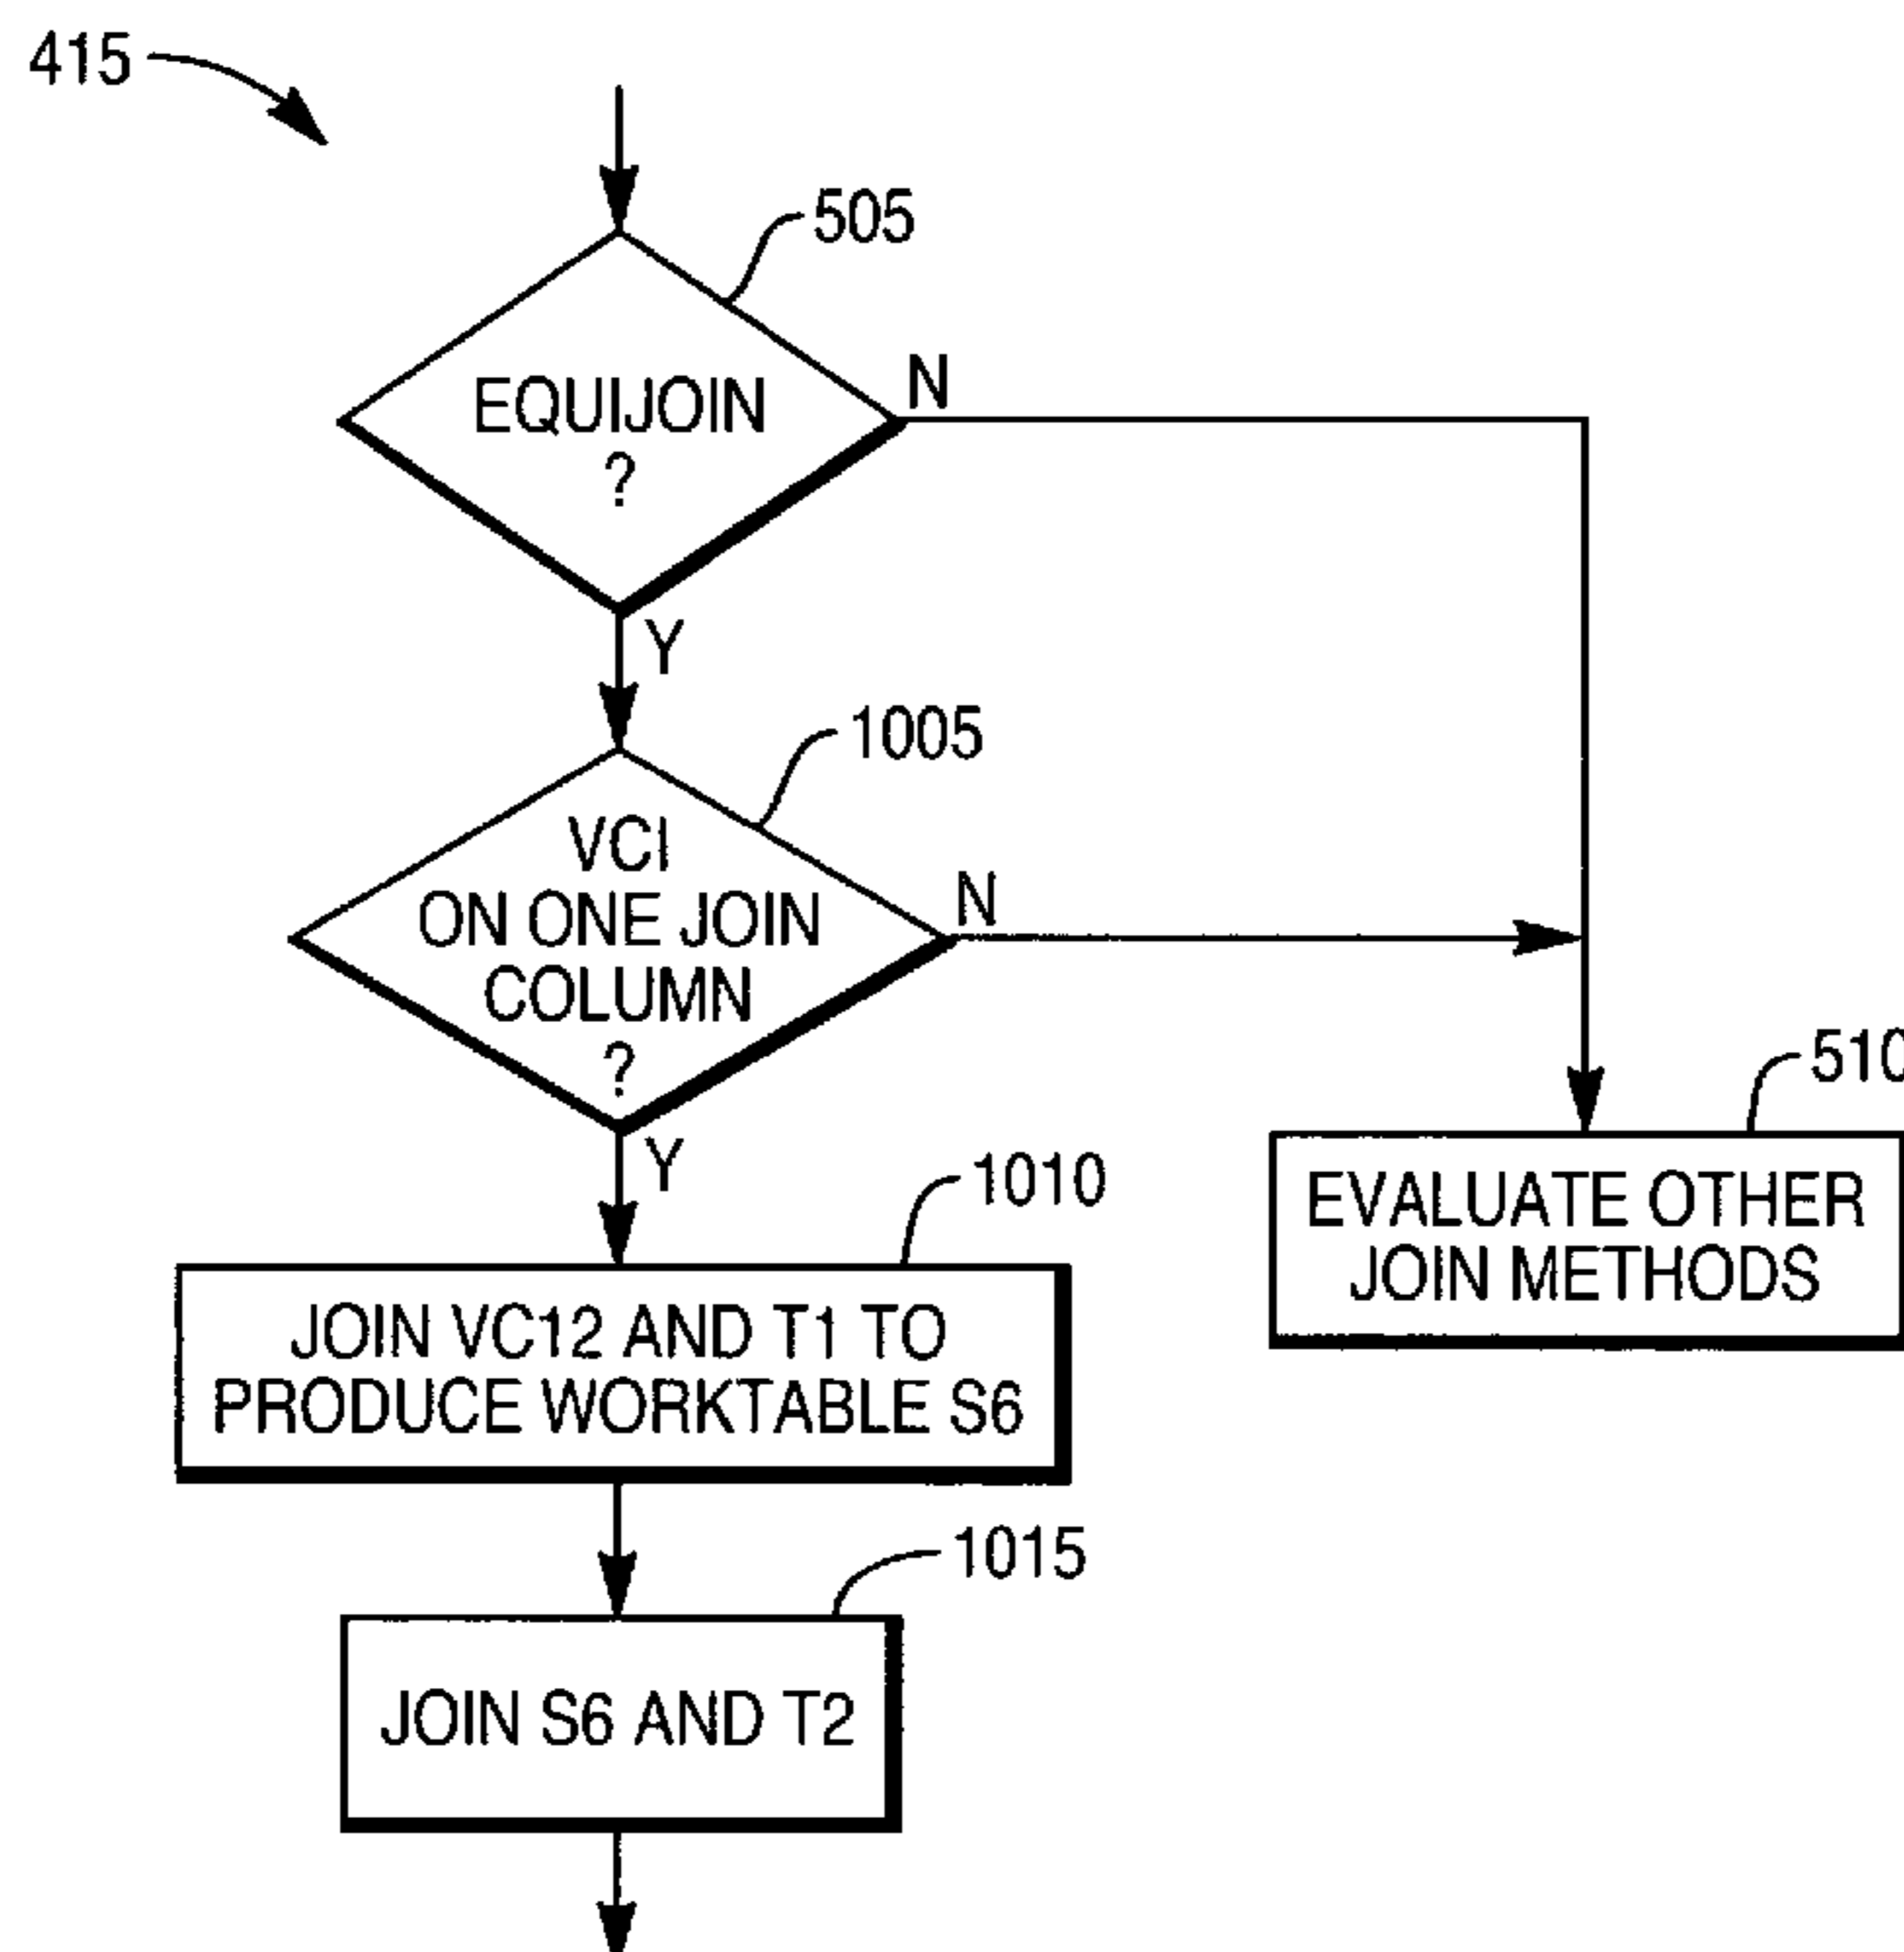 415
505
EQUIJOIN
?
N
Y
1005
VCI
ON ONE JOIN
COLUMN
?
N
Y
510
EVALUATE OTHER
JOIN METHODS
1010
JOIN VC12 AND T1 TO
PRODUCE WORKTABLE S6
1015
JOIN S6 AND T2